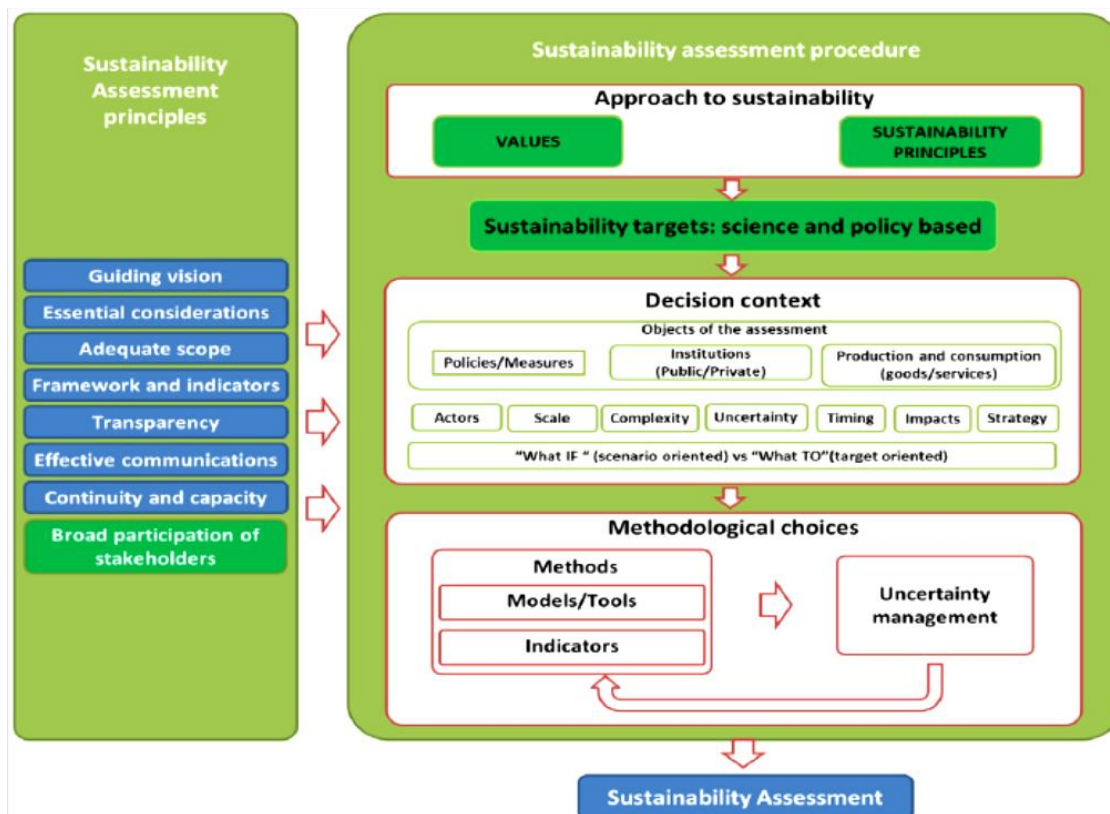 Sustainability
Assessment
principles
Guiding vision
Essential considerations
Adequate scope
Framework and indicators
Transparency
Effective communications
Continuity and capacity
Broad participation of
stakeholders
Sustainability assessment procedure
Approach to sustainability
VALUES
SUSTAINABILITY
PRINCIPLES
Sustainability targets: science and policy based
Decision context
Objects of the assessment
Policies/Measures
Institutions
(Public/Private)
Production and consumption
(goods/services)
Actors
Scale
Complexity
Uncertainty
Timing
Impacts
Strategy
"What IF " (scenario oriented) vs "What TO"(target oriented)
Methodological choices
Methods
Models/Tools
Indicators
Uncertainty
management
Sustainability Assessment